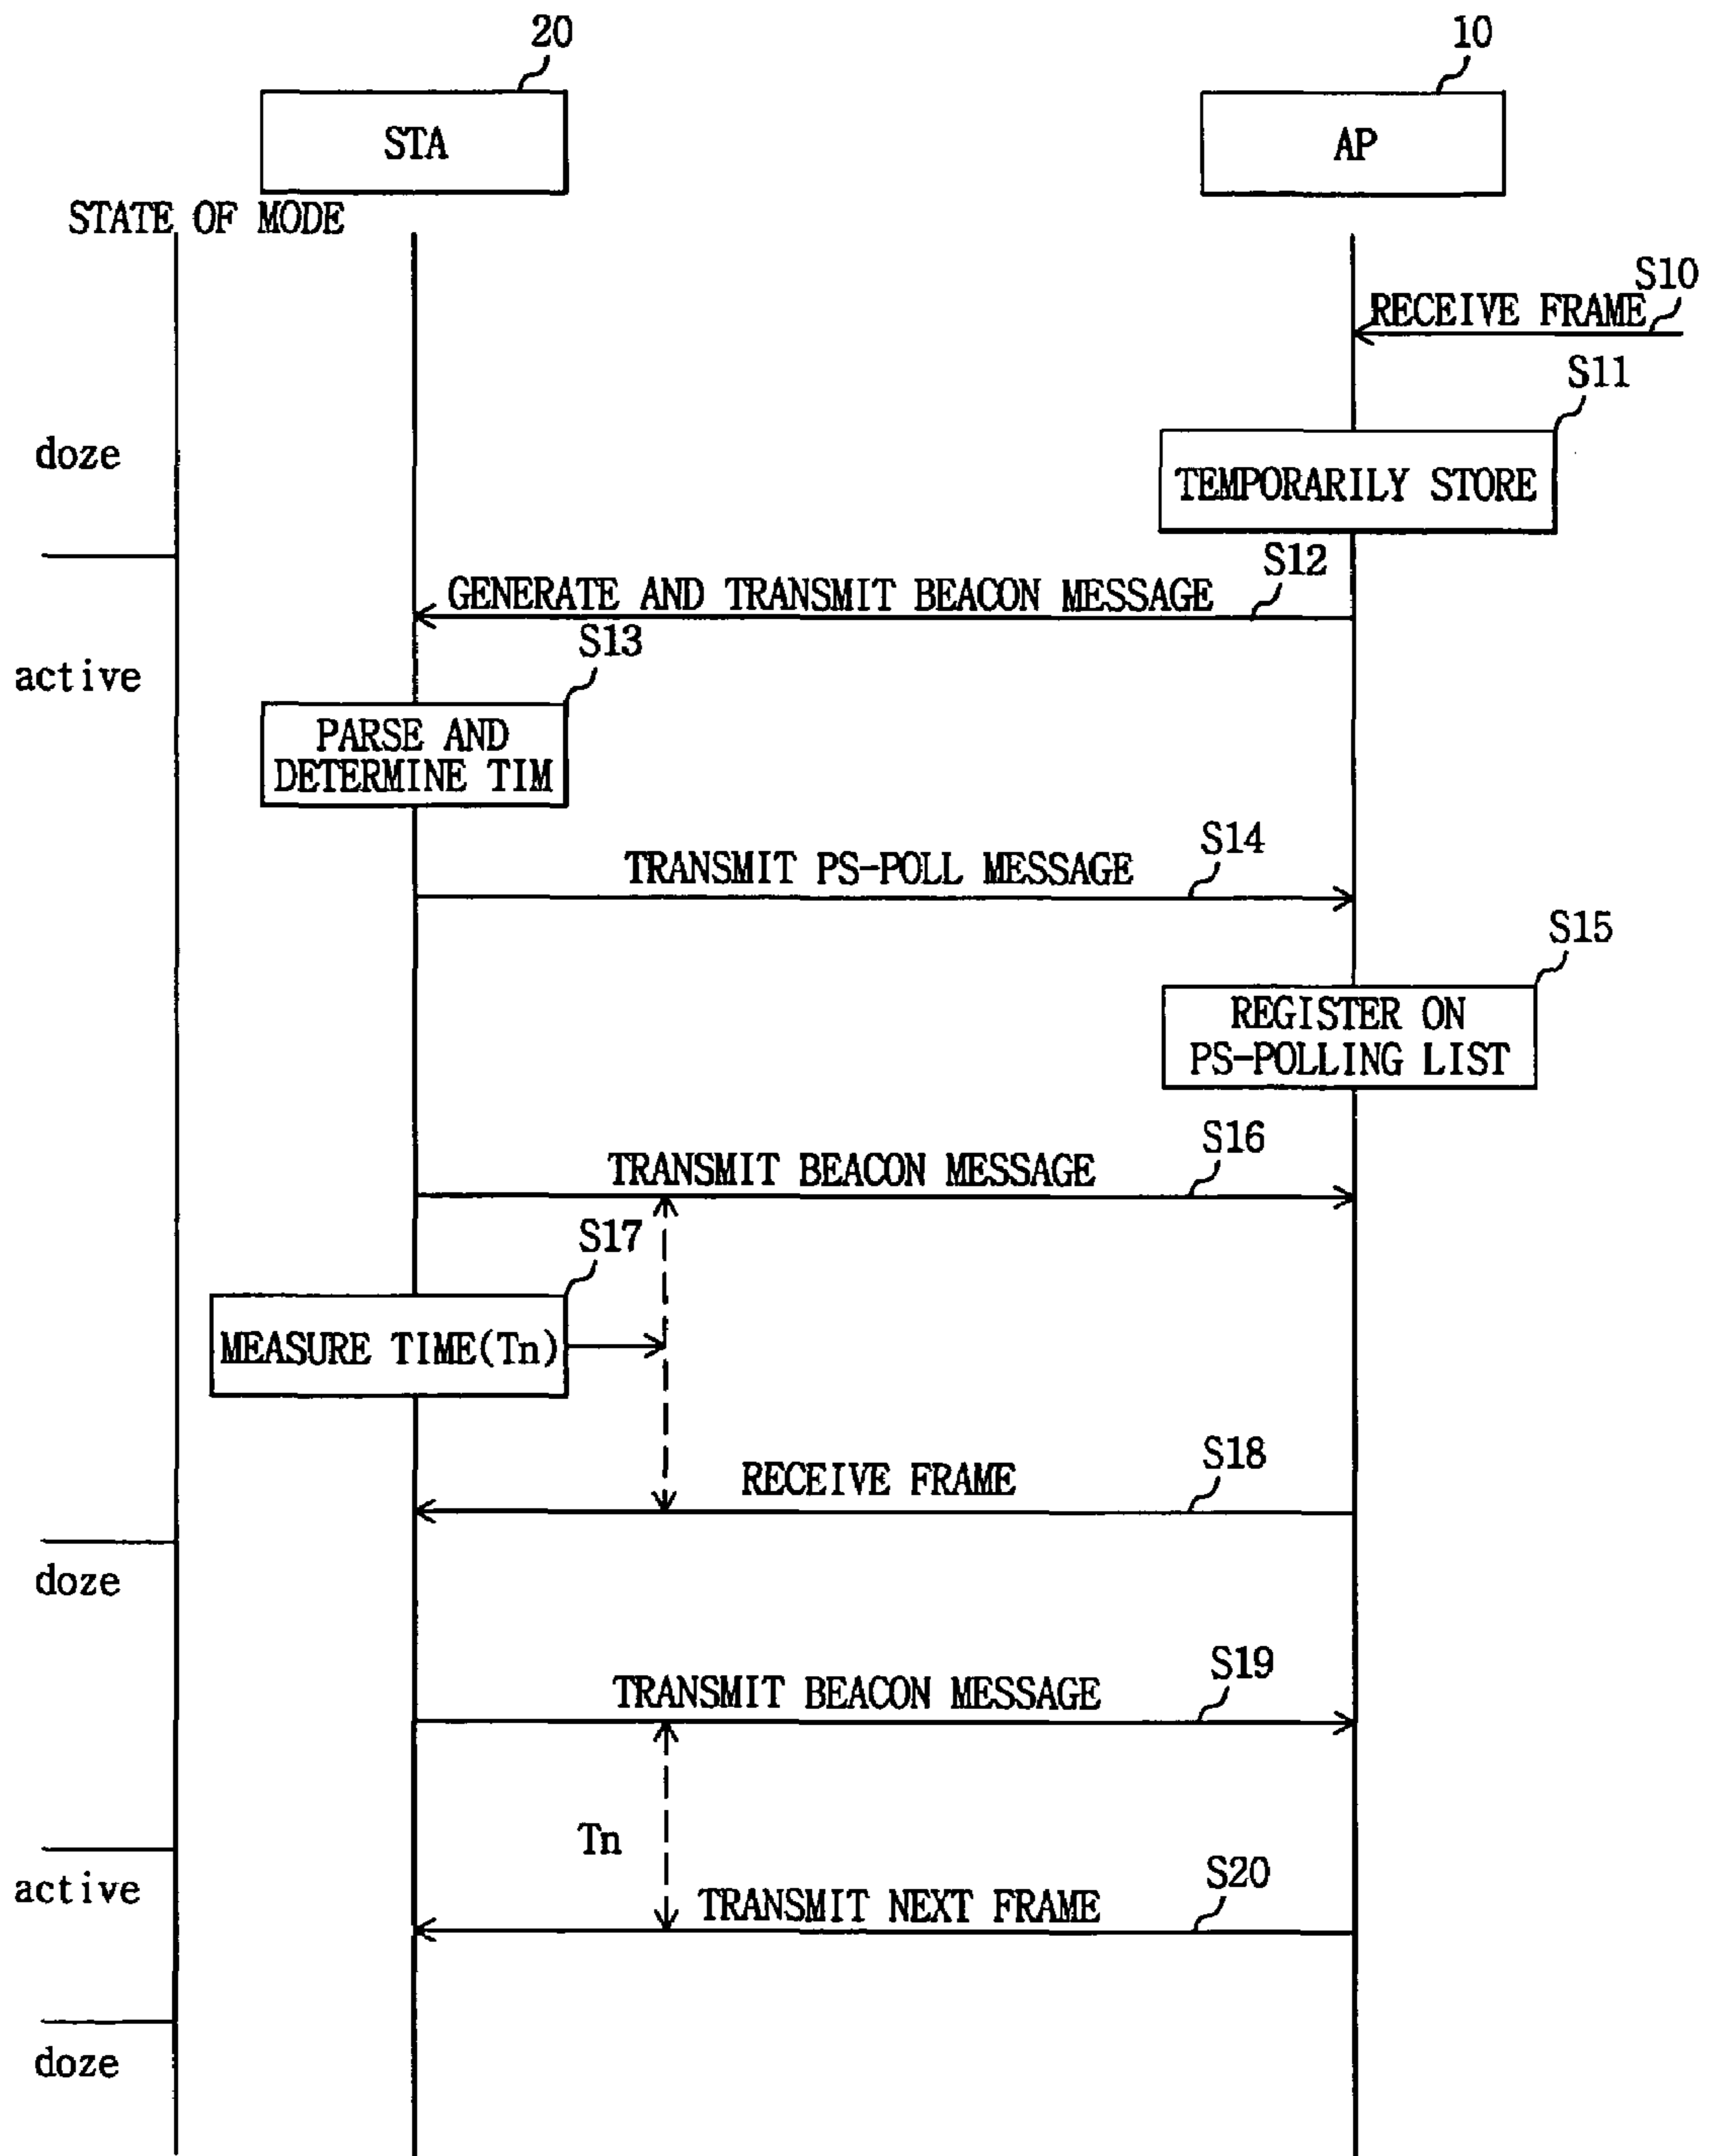 20
10
STA
AP
STATE OF MODE
S10
RECEIVE FRAME
S11
doze
TEMPORARILY STORE
S12
GENERATE AND TRANSMIT BEACON MESSAGE
S13
active
PARSE AND
DETERMINE TIM
S14
TRANSMIT PS-POLL MESSAGE
S15
REGISTER ON
PS-POLLING LIST
S16
TRANSMIT BEACON MESSAGE
S17
MEASURE TIME(Tn)
S18
RECEIVE FRAME
doze
S19
TRANSMIT BEACON MESSAGE
Tn
S20
active
TRANSMIT NEXT FRAME
doze